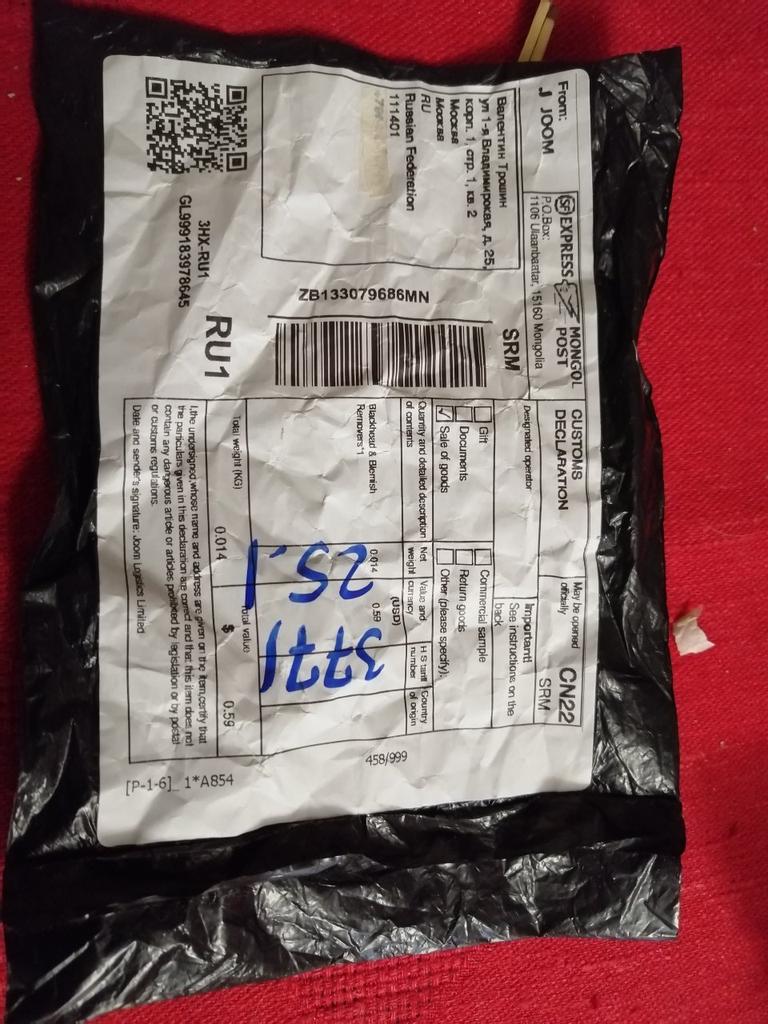 From:
J JOOM
SF EXPRESS
MONGOL
POST
P.O.Box:
1106 Ulaanbaatar, 15160 Mongolia
Валентин Трошин
ул 1-я Владимирская, д. 25,
корп. 1, стр. 1, кв. 2
Москва
Москва
RU
Russian Federation
111401
SRM
ZB133079686MN
3HX-RU1
GL999183978645
RU1
CUSTOMS
DECLARATION
May be opened
officially
CN22
SRM
Designated operator
Important!
See instructions on the
back
Gift
Commercial sample
Documents
Return goods
Sale of goods
Other (please specify):
Quantity and detailed description
of contents
Net
weight
Value and
currency
(USD)
H S tariff
number
Country
of origin
Blackhead & Blemish
Removers*1
0.014
0.59
3771
25.1
Total weight (KG)
0.014
Total value
$
0.59
I,the undersigned,whose name and address are given on the item,certify that
the particulars given in this declaration are correct and that this item does not
contain any dangerous article or articles prohibited by legislation or by postal
or customs regulations.
Date and sender's signature: Joom Logistics Limited
458/999
[P-1-6]_ 1*A854